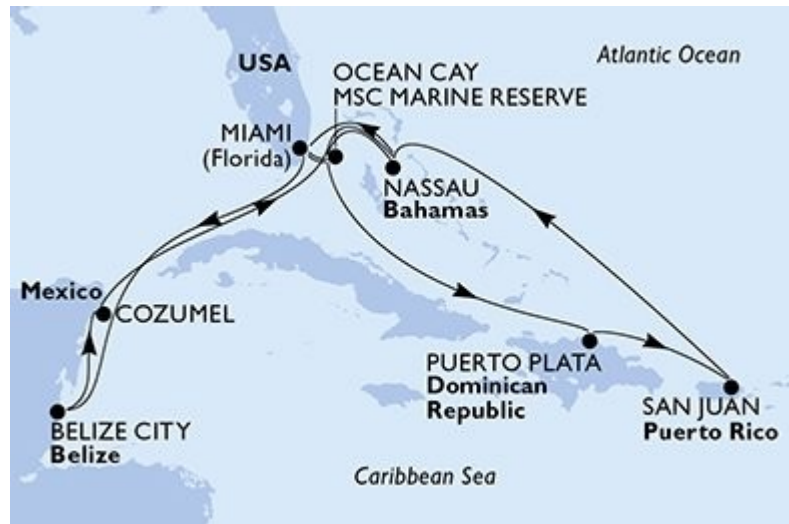 Atlantic Ocean
USA
OCEAN CAY
MSC MARINE RESERVE
MIAMI
(Florida)
NASSAU
Bahamas
Mexico
COZUMEL
PUERTO PLATA
Dominican
Republic
SAN JUAN
Puerto Rico
BELIZE CITY
Belize
Caribbean Sea